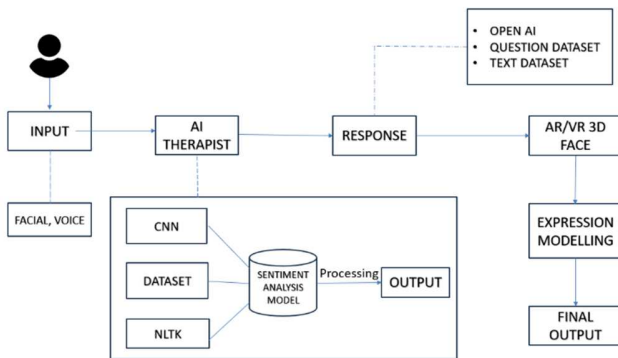 • OPEN AI
• QUESTION DATASET
• TEXT DATASET
INPUT
AI
THERAPIST
RESPONSE
AR/VR 3D
FACE
FACIAL, VOICE
CNN
DATASET
NLTK
SENTIMENT
ANALYSIS
MODEL
Processing
OUTPUT
EXPRESSION
MODELLING
FINAL
OUTPUT